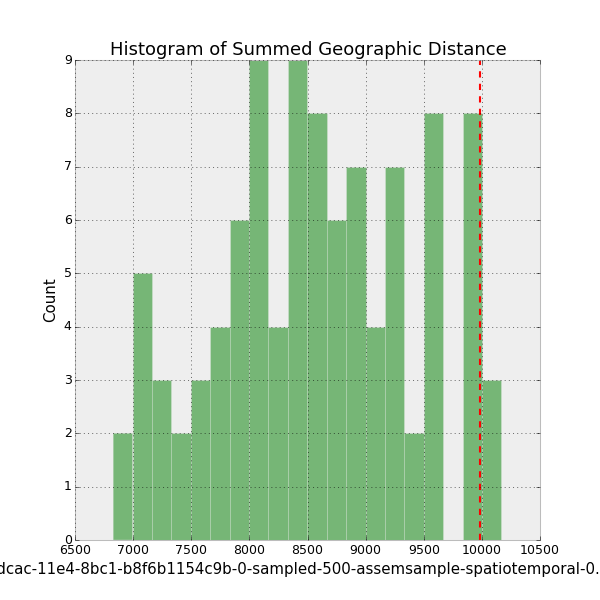 Histogram of Summed Geographic Distance
9
8
7
6
5
4
3
2
1
0
Count
6500 7000 7500 8000 8500 9000 9500 10000 10500
dcac-11e4-8bc1-b8f6b1154c9b-0-sampled-500-assemsample-spatiotemporal-0.